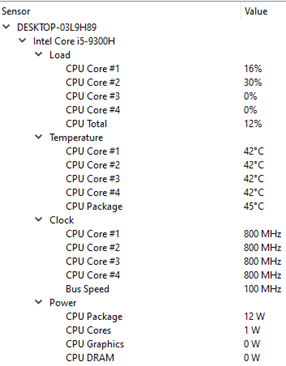 Sensor Value
DESKTOP-03L9H89
Intel Core i5-9300H
Load
CPU Core #1 16%
CPU Core #2 30%
CPU Core #3 0%
CPU Core #4 0%
CPU Total 12%
Temperature
CPU Core #1 42°C
CPU Core #2 42°C
CPU Core #3 42°C
CPU Core #4 42°C
CPU Package 45°C
Clock
CPU Core #1 800 MHz
CPU Core #2 800 MHz
CPU Core #3 800 MHz
CPU Core #4 800 MHz
Bus Speed 100 MHz
Power
CPU Package 12 W
CPU Cores 1 W
CPU Graphics 0 W
CPU DRAM 0 W